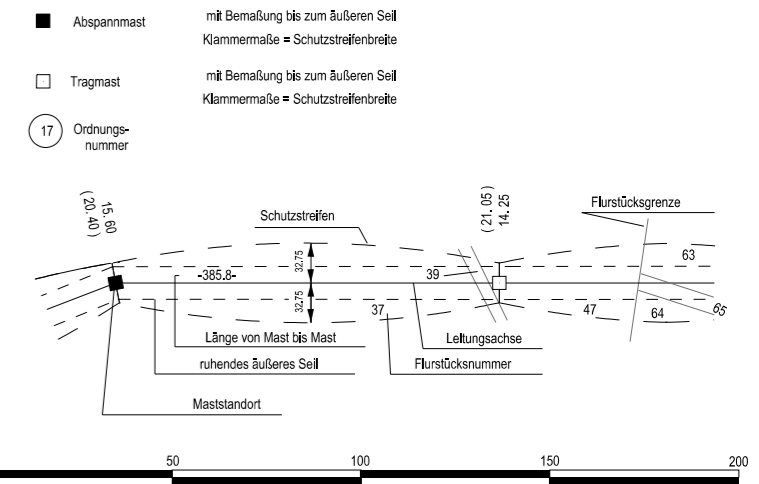 Abspannmast
mit Bemaßung bis zum äußeren Seil
Klammermaße = Schutzstreifenbreite
Tragmast
mit Bemaßung bis zum äußeren Seil
Klammermaße = Schutzstreifenbreite
17
Ordnungs-
nummer
15.60
(20.40)
Schutzstreifen
(21.05)
14.25
Flurstücksgrenze
-385.8-
32,75
32,75
39
63
37
47
64
65
Länge von Mast bis Mast
Leitungsachse
ruhendes äußeres Seil
Flurstücksnummer
Maststandort
50
100
150
200